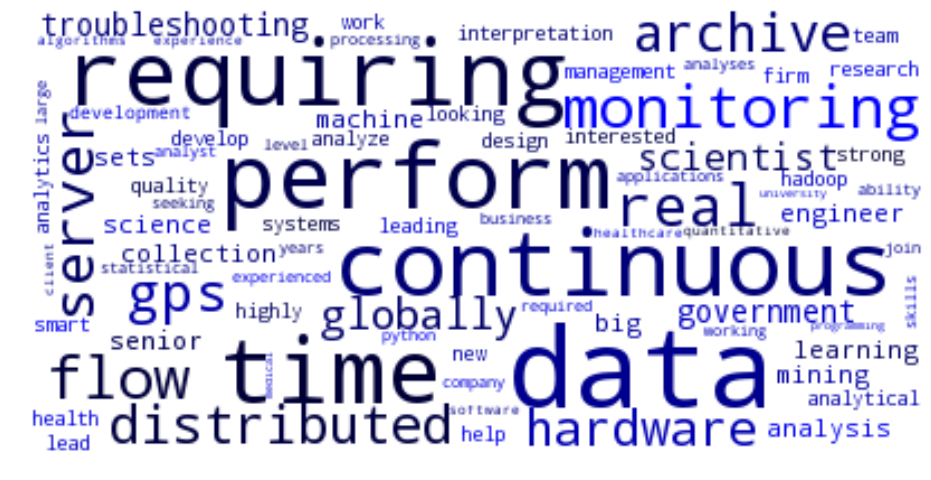 troubleshooting work interpretation archive team
algorithms experience processing
requiring management analyses firm research
large development machine looking monitoring
analytics develop level analyze design interested
server sets analyst perform scientist strong
quality applications hadoop ability
seeking real university
science systems leading business engineer
healthcare quantitative
client collection years continuous join
statistical experienced
gps highly globally required government skills
smart python big working programming
senior time new data learning
flow medical company mining
analytical
health distributed software hardware analysis
lead help